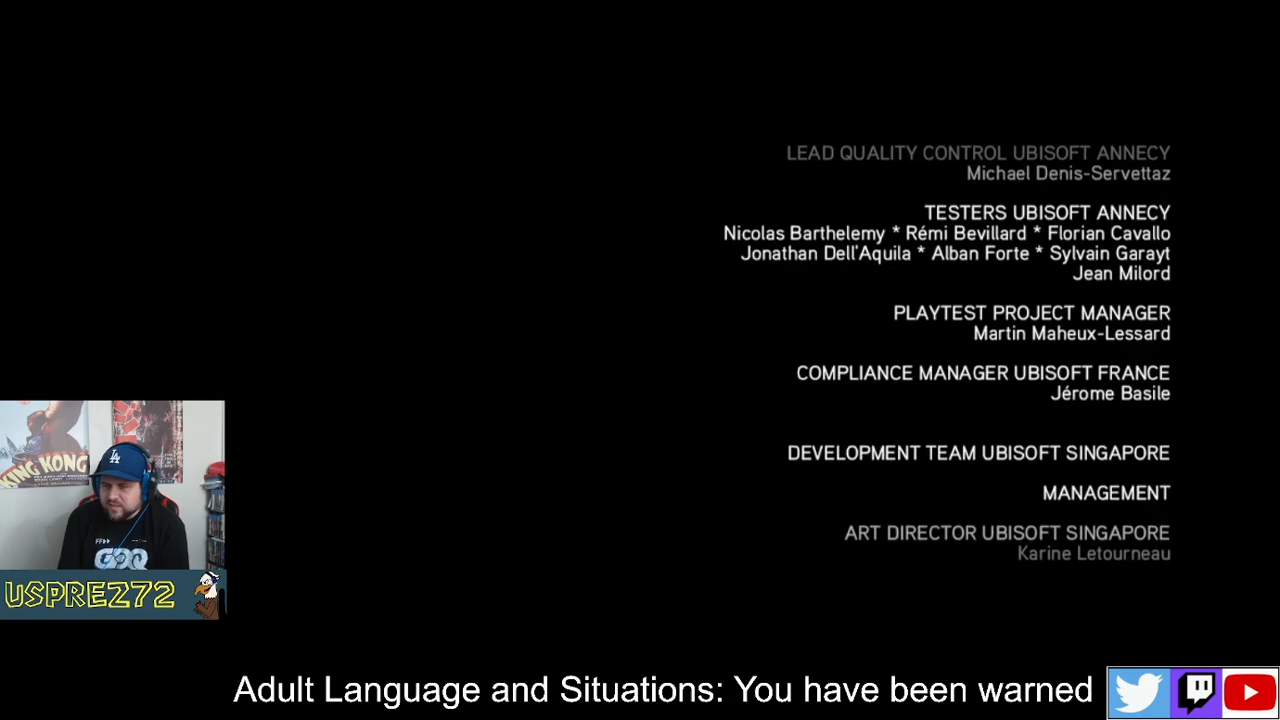 LEAD QUALITY CONTROL UBISOFT ANNECY
Michael Denis-Servettaz
TESTERS UBISOFT ANNECY
Nicolas Barthelemy * Rémi Bevillard * Florian Cavallo
Jonathan Dell'Aquila * Alban Forte * Sylvain Garayt
Jean Milord
PLAYTEST PROJECT MANAGER
Martin Maheux-Lessard
COMPLIANCE MANAGER UBISOFT FRANCE
Jérome Basile
DEVELOPMENT TEAM UBISOFT SINGAPORE
MANAGEMENT
ART DIRECTOR UBISOFT SINGAPORE
Karine Letourneau
KING KONG
LA
GDQ
USPREZ72
Adult Language and Situations: You have been warned